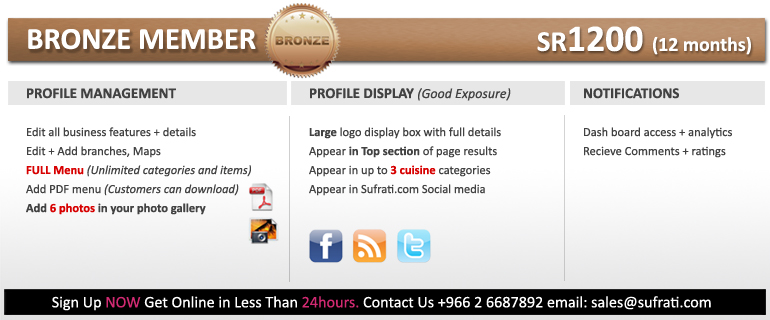 BRONZE MEMBER
BRONZE
SR1200 (12 months)
PROFILE MANAGEMENT
Edit all business features + details
Edit + Add branches, Maps
FULL Menu (Unlimited categories and items)
Add PDF menu (Customers can download)
Add 6 photos in your photo gallery
PROFILE DISPLAY (Good Exposure)
Large logo display box with full details
Appear in Top section of page results
Appear in up to 3 cuisine categories
Appear in Sufrati.com Social media
NOTIFICATIONS
Dash board access + analytics
Recieve Comments + ratings
Sign Up NOW Get Online in Less Than 24hours. Contact Us +966 2 6687892 email: sales@sufrati.com